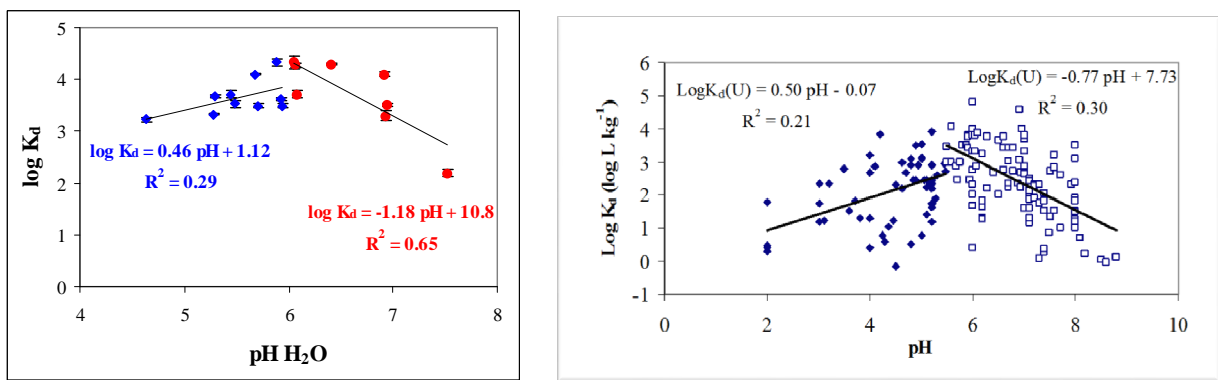 5
4
3
2
1
0
4
5
6
7
8
log Kd
pH H₂O
log Kd = 0.46 pH + 1.12
R² = 0.29
log Kd = -1.18 pH + 10.8
R² = 0.65
6
5
4
3
2
1
0
-1
0
2
4
6
8
10
Log Kd (log L kg⁻¹)
pH
LogKd(U) = 0.50 pH - 0.07
R² = 0.21
LogKd(U) = -0.77 pH + 7.73
R² = 0.30